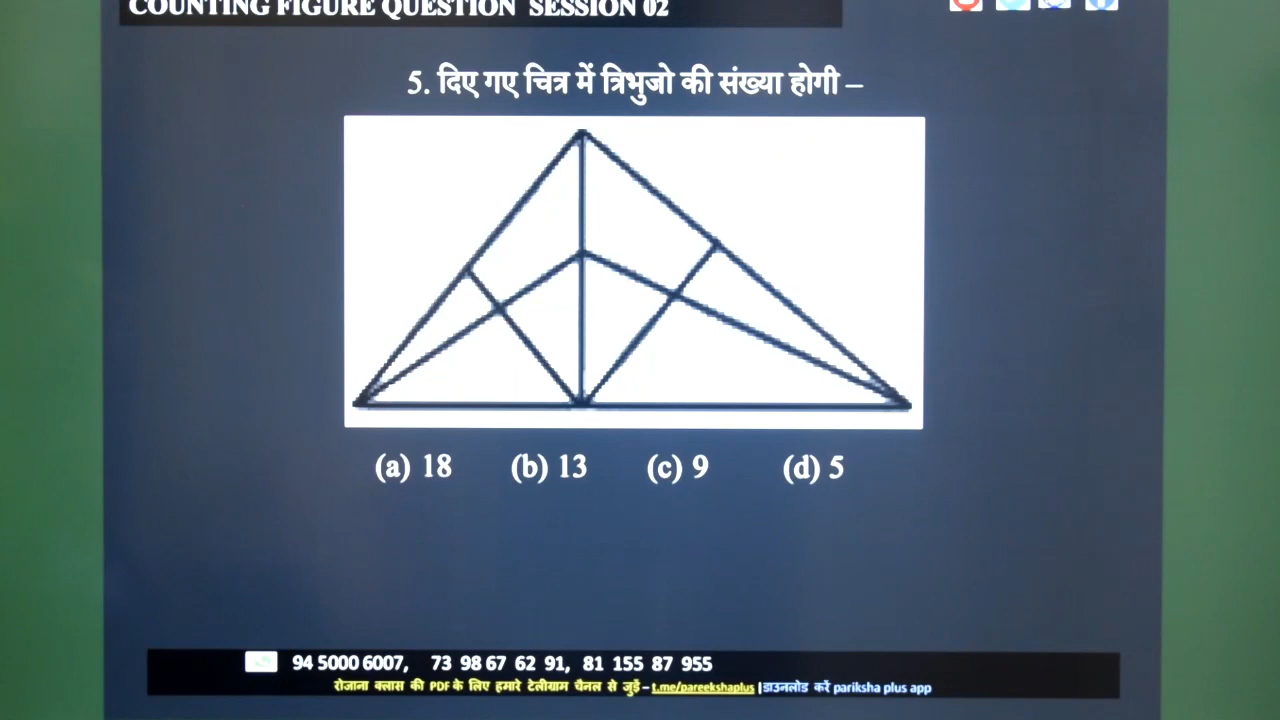 COUNTING FIGURE QUESTION SESSION 02
5. दिए गए चित्र में त्रिभुजो की संख्या होगी –
(a) 18 (b) 13 (c) 9 (d) 5
94 5000 6007, 73 98 67 62 91, 81 155 87 955
रोजाना क्लास की PDF के लिए हमारे टेलीग्राम चैनल से जुड़ें – t.me/pareekshaplus | डाउनलोड करें pariksha plus app